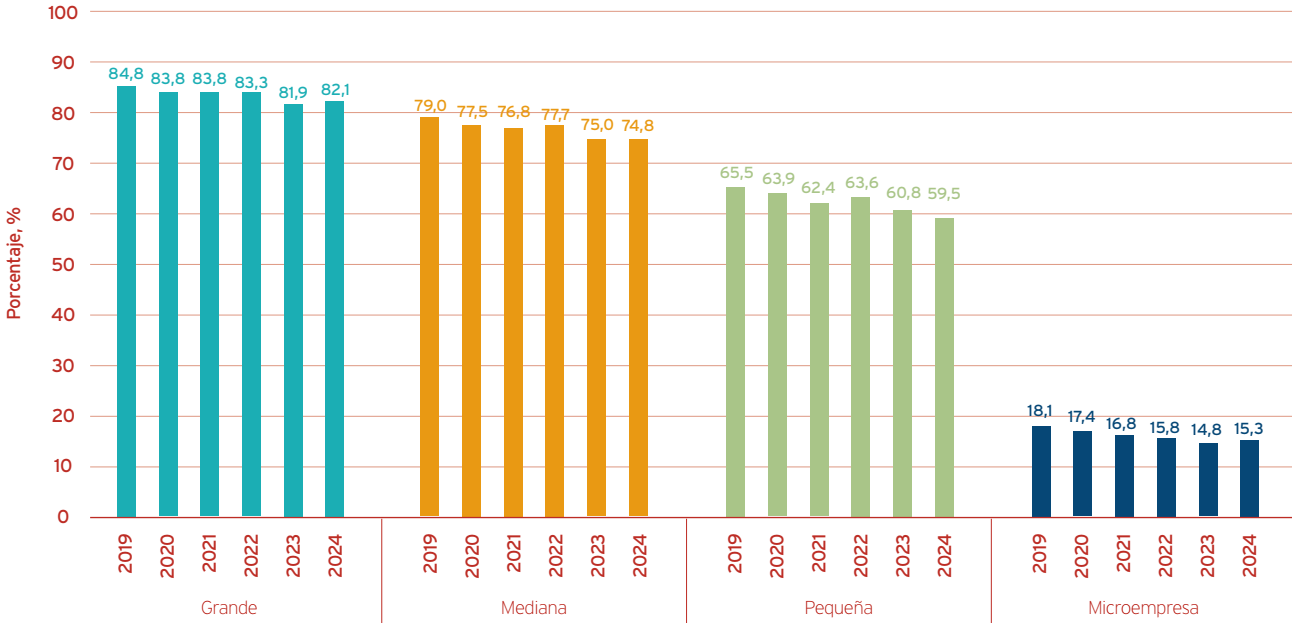 Porcentaje, %
100
90
80
70
60
50
40
30
20
10
0
84,8 83,8 83,8 83,3 81,9 82,1
79,0 77,5 76,8 77,7 75,0 74,8
65,5 63,9 62,4 63,6 60,8 59,5
18,1 17,4 16,8 15,8 14,8 15,3
2019 2020 2021 2022 2023 2024
2019 2020 2021 2022 2023 2024
2019 2020 2021 2022 2023 2024
2019 2020 2021 2022 2023 2024
Grande Mediana Pequeña Microempresa